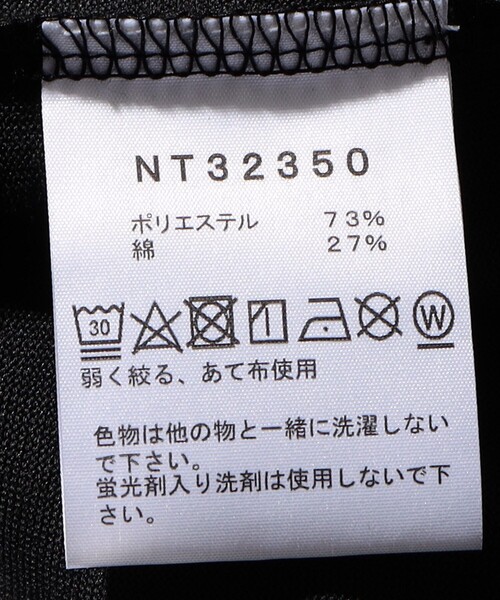 NT32350
ポリエステル 73%
綿 27%
30 W
弱く絞る、あて布使用
色物は他の物と一緒に洗濯しない
で下さい。
蛍光剤入り洗剤は使用しないで下
さい。